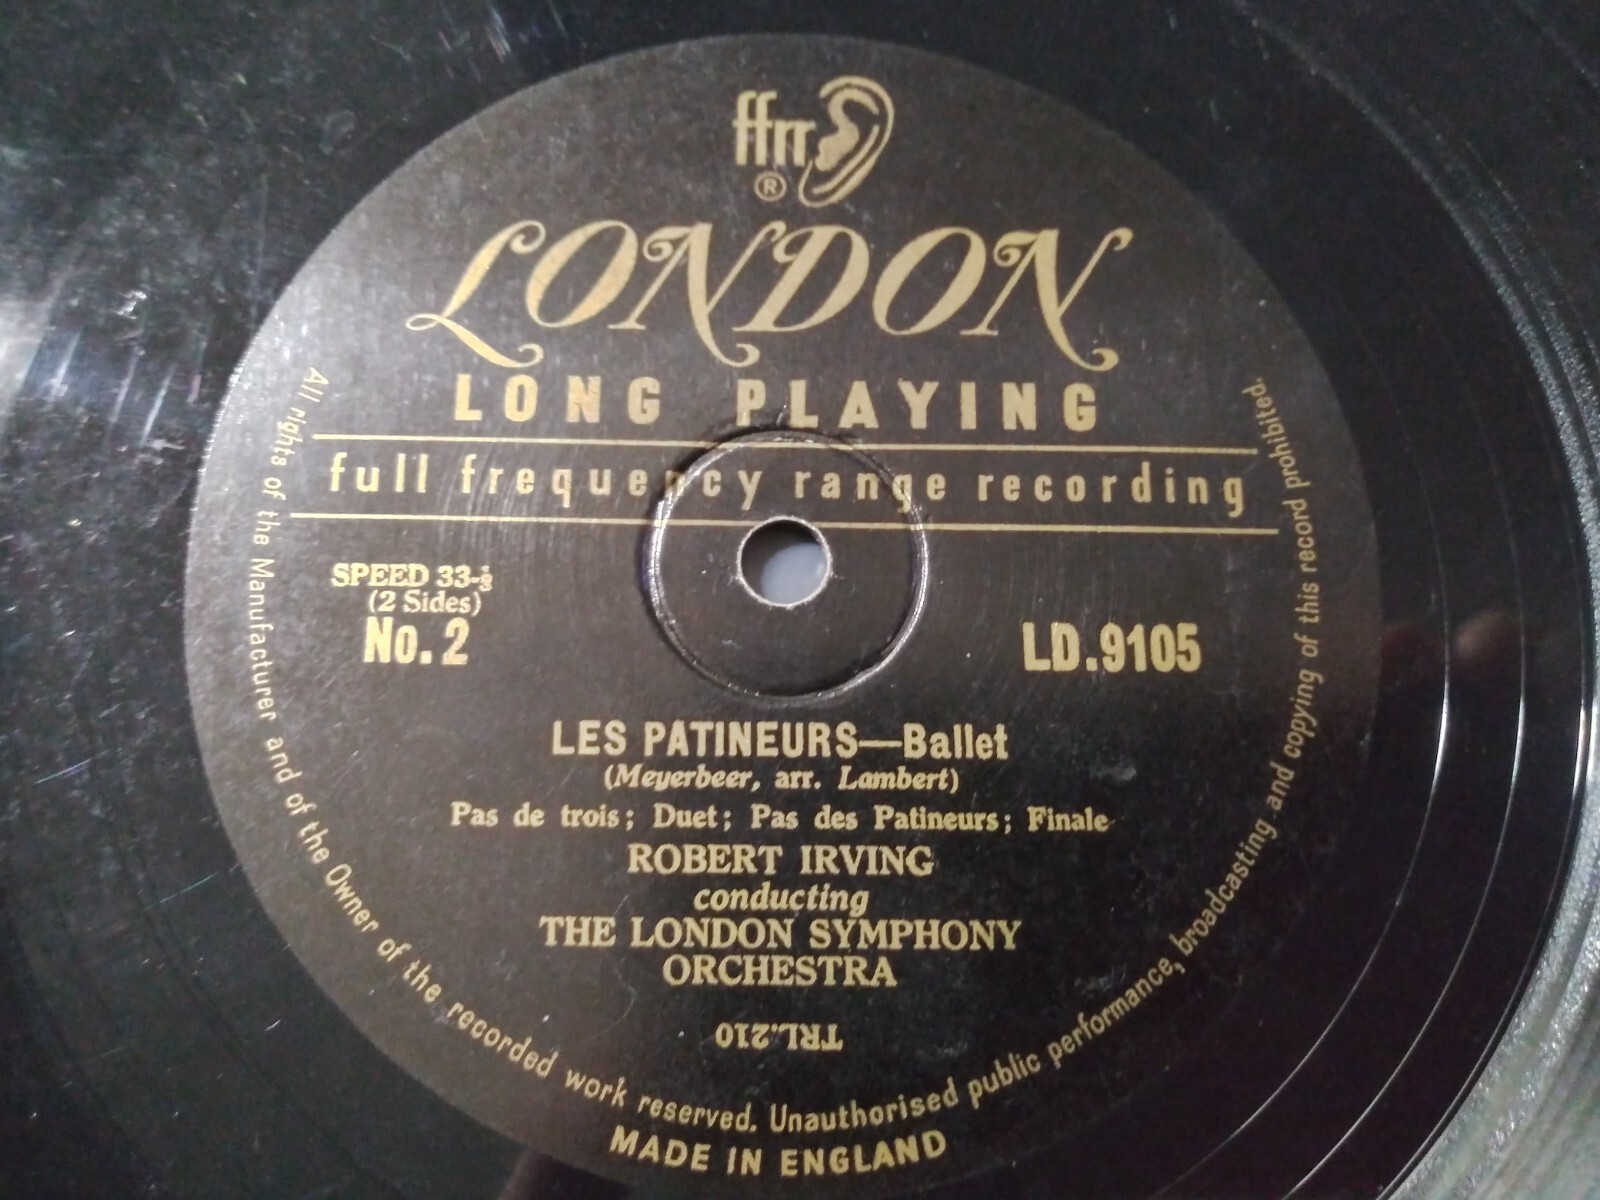 ffrr
®
LONDON
LONG PLAYING
full frequency range recording
SPEED 33-⅓
(2 Sides)
No. 2
LD.9105
LES PATINEURS—Ballet
(Meyerbeer, arr. Lambert)
Pas de trois; Duet; Pas des Patineurs; Finale
ROBERT IRVING
conducting
THE LONDON SYMPHONY
ORCHESTRA
TRL.210
All rights of the Manufacturer and of the Owner of the recorded work reserved. Unauthorised public performance, broadcasting and copying of this record prohibited.
MADE IN ENGLAND